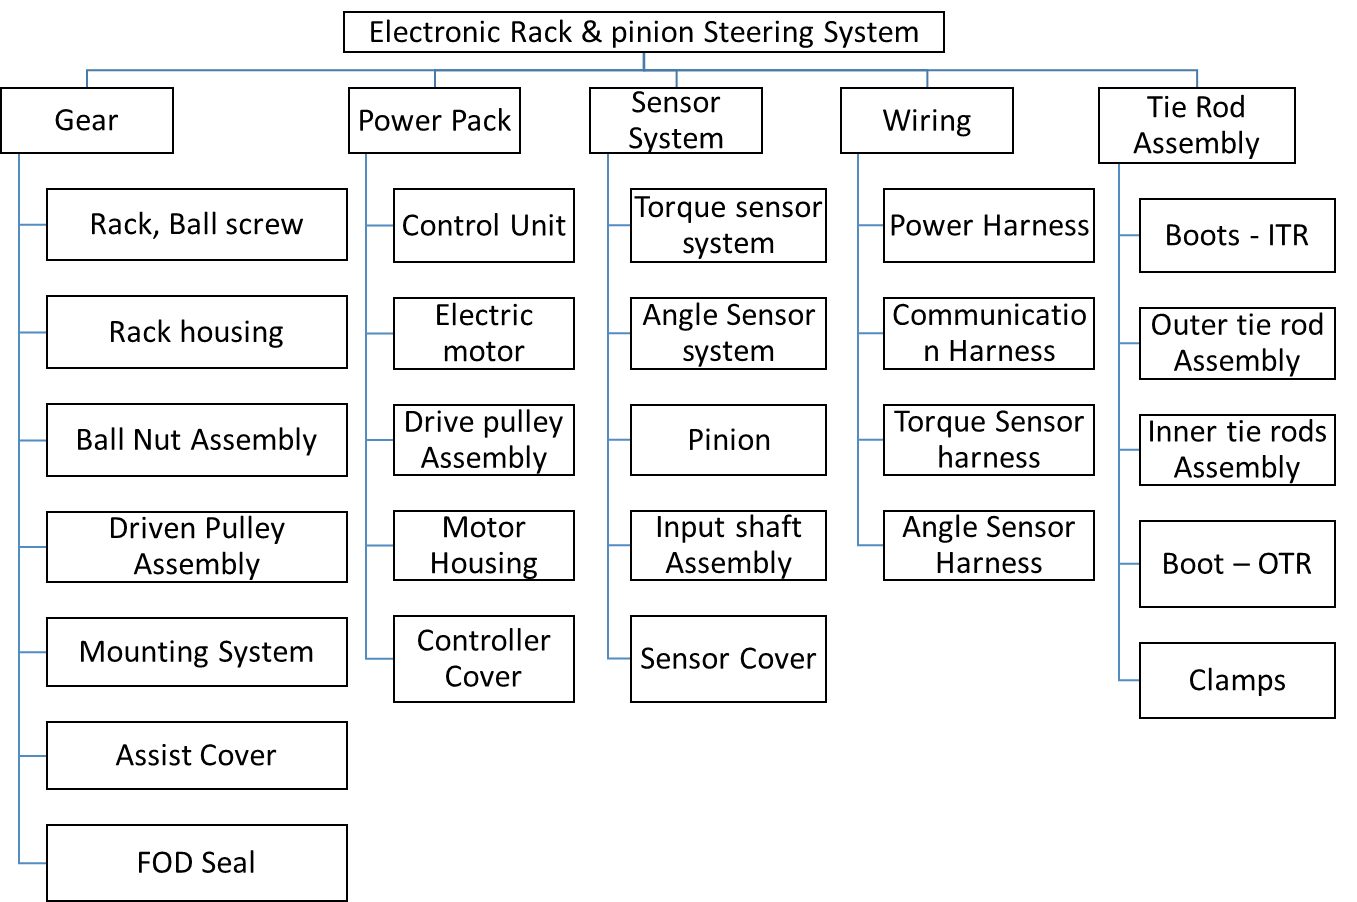 Electronic Rack & pinion Steering System
Gear
Rack, Ball screw
Rack housing
Ball Nut Assembly
Driven Pulley
Assembly
Mounting System
Assist Cover
FOD Seal
Power Pack
Control Unit
Electric
motor
Drive pulley
Assembly
Motor
Housing
Controller
Cover
Sensor
System
Torque sensor
system
Angle Sensor
system
Pinion
Input shaft
Assembly
Sensor Cover
Wiring
Power Harness
Communicatio
n Harness
Torque Sensor
harness
Angle Sensor
Harness
Tie Rod
Assembly
Boots - ITR
Outer tie rod
Assembly
Inner tie rods
Assembly
Boot – OTR
Clamps